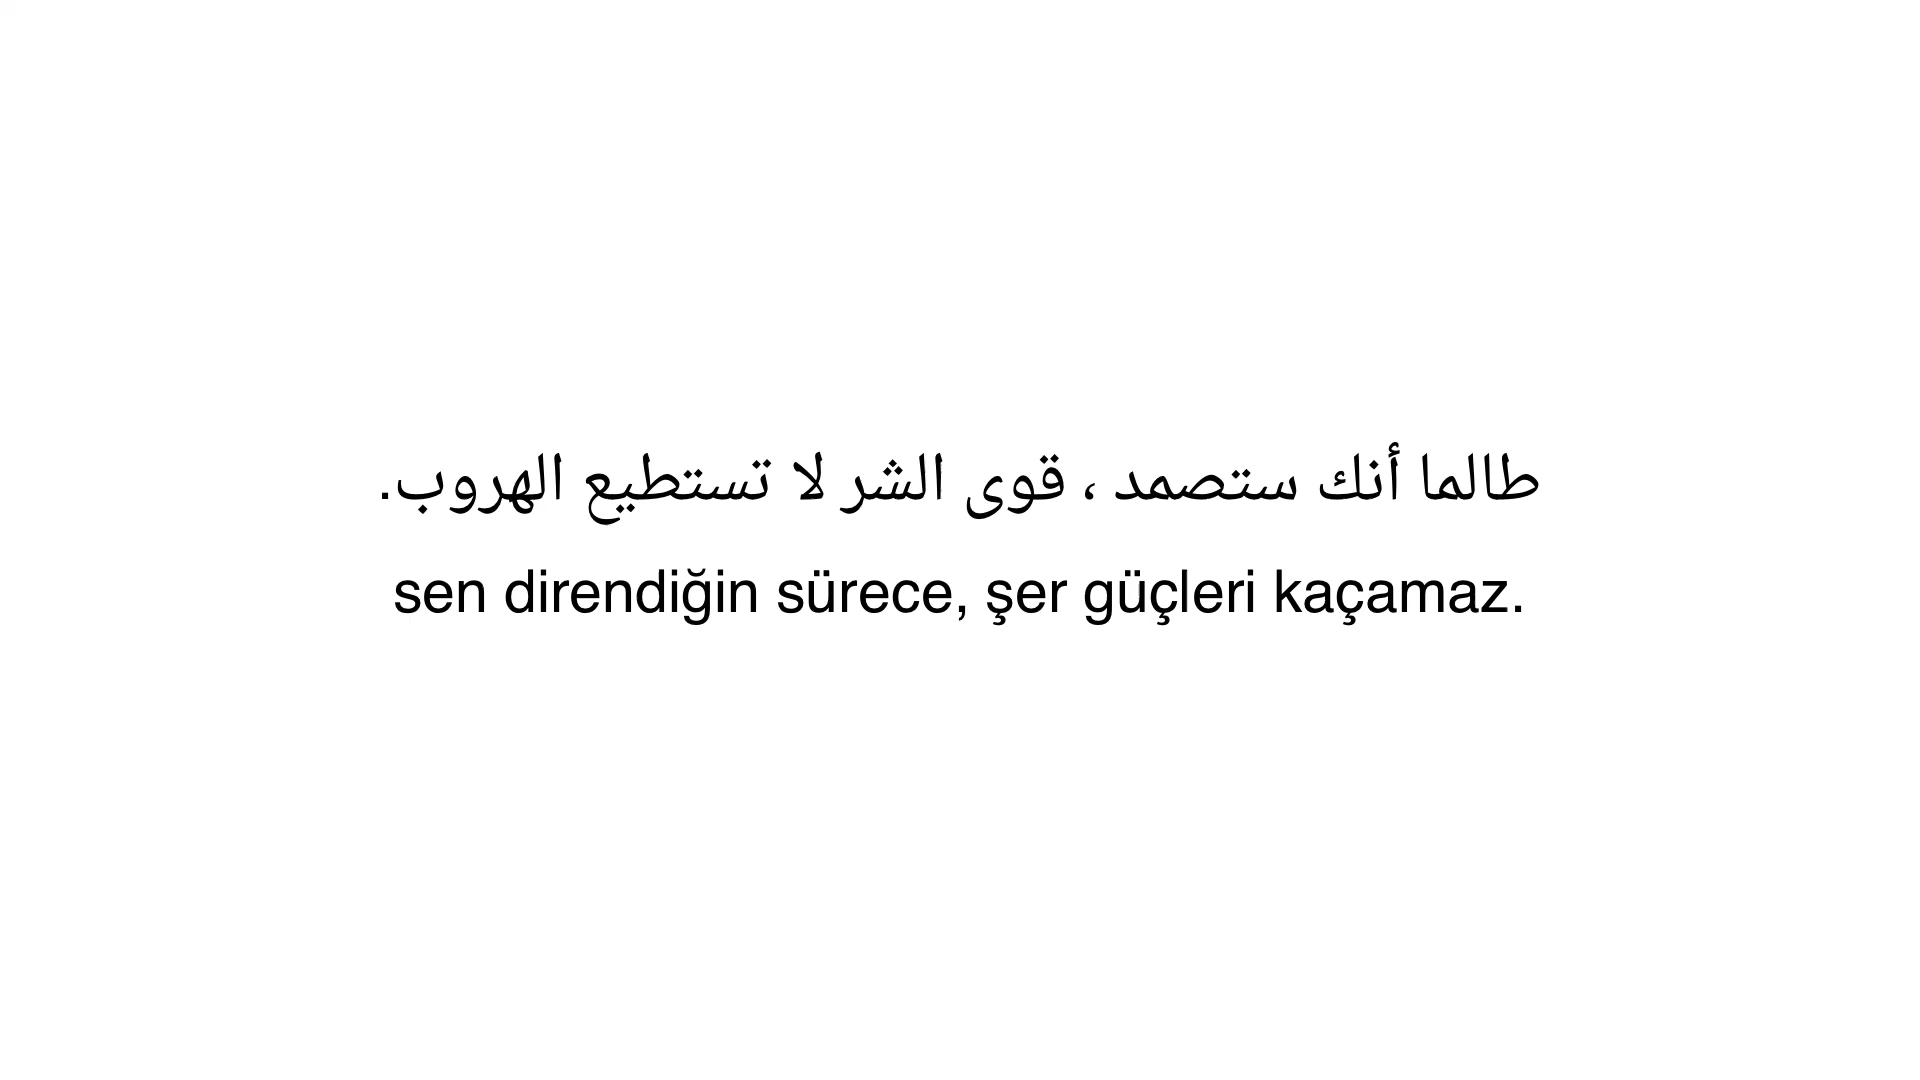 طالما أنك ستصمد ، قوى الشر لا تستطيع الهروب.
sen direndiğin sürece, şer güçleri kaçamaz.